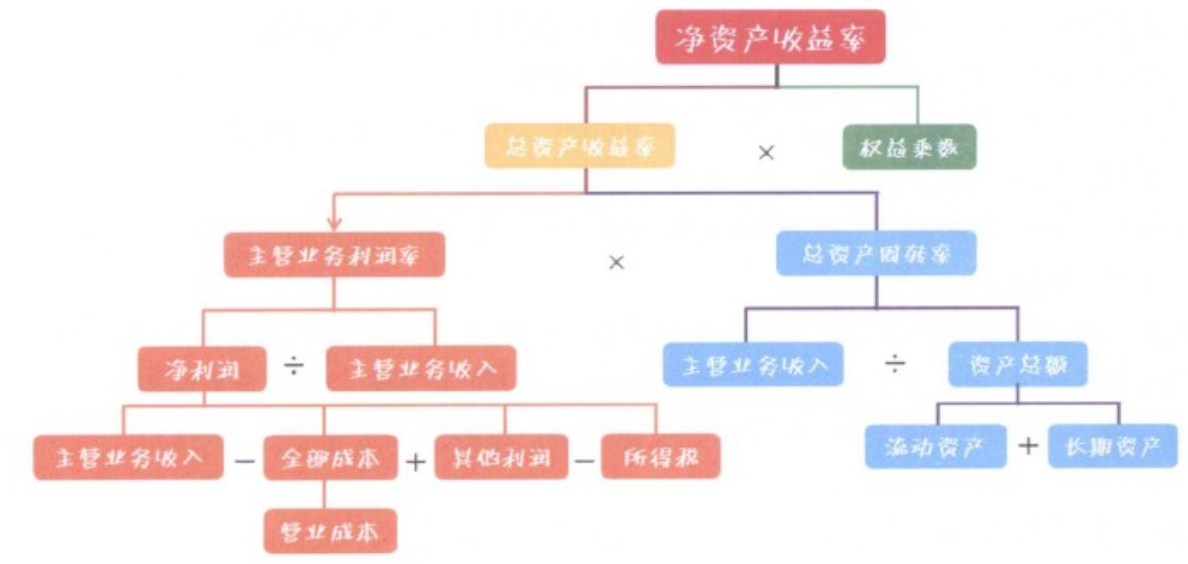 净资产收益率
总资产收益率 × 权益乘数
主营业务利润率 × 总资产周转率
净利润 ÷ 主营业务收入 主营业务收入 ÷ 资产总额
主营业务收入 − 全部成本 + 其他利润 − 所得税 流动资产 + 长期资产
营业成本